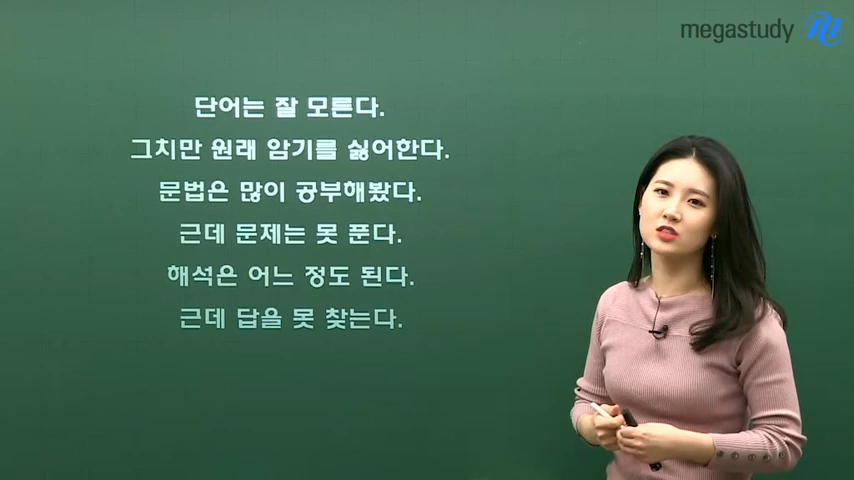 megastudy
단어는 잘 모른다.
그치만 원래 암기를 싫어한다.
문법은 많이 공부해봤다.
근데 문제는 못 푼다.
해석은 어느 정도 된다.
근데 답을 못 찾는다.